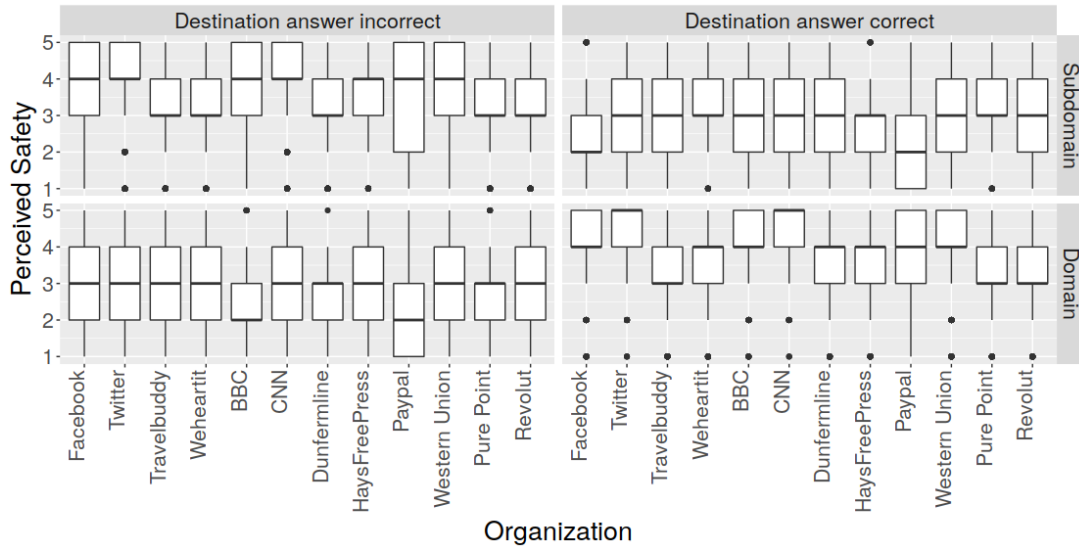 Destination answer incorrect
Destination answer correct
Perceived Safety
5
4
3
2
1
Subdomain
5
4
3
2
1
Domain
Facebook
Twitter
Travelbuddy
Weheartit
BBC
CNN
Dunfermline
HaysFreePress
Paypal
Western Union
Pure Point
Revolut
Facebook
Twitter
Travelbuddy
Weheartit
BBC
CNN
Dunfermline
HaysFreePress
Paypal
Western Union
Pure Point
Revolut
Organization